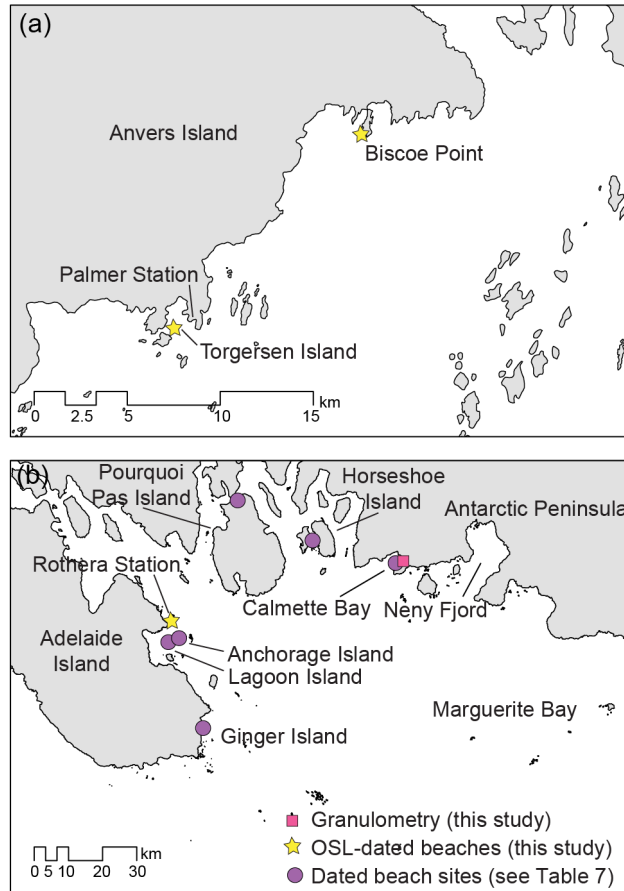 (a)
Anvers Island
Biscoe Point
Palmer Station
Torgersen Island
km
0 2.5 5 10 15
(b)
Pourquoi
Pas Island
Horseshoe
Island
Antarctic Peninsula
Rothera Station
Calmette Bay
Neny Fjord
Adelaide
Island
Anchorage Island
Lagoon Island
Marguerite Bay
Ginger Island
Granulometry (this study)
OSL-dated beaches (this study)
Dated beach sites (see Table 7)
km
0 5 10 20 30